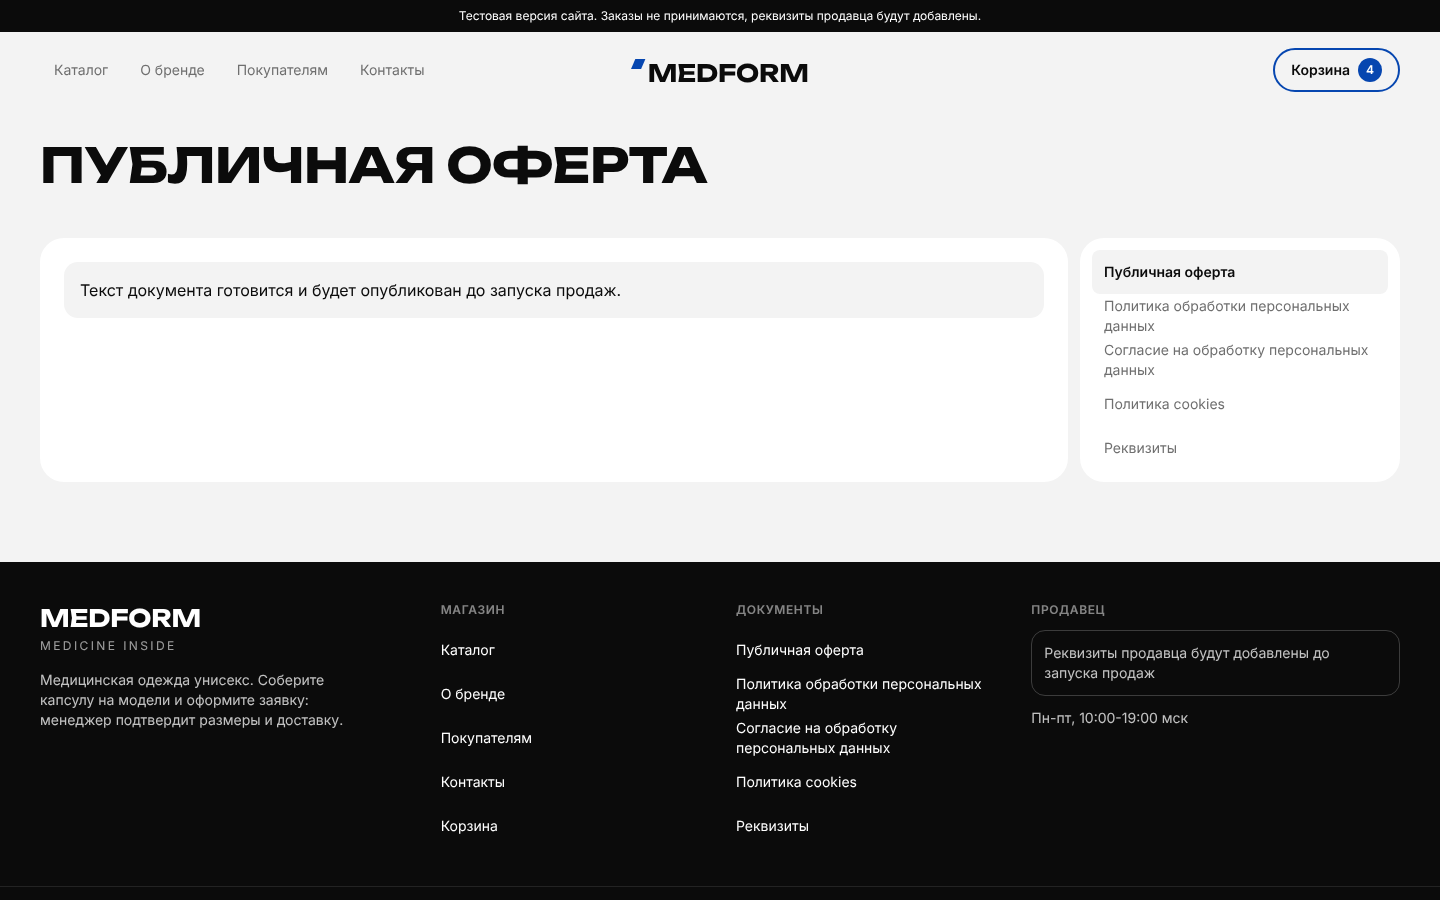 Тестовая версия сайта. Заказы не принимаются, реквизиты продавца будут добавлены.
Каталог
О бренде
Покупателям
Контакты
MEDFORM
Корзина 4
ПУБЛИЧНАЯ ОФЕРТА
Текст документа готовится и будет опубликован до запуска продаж.
Публичная оферта
Политика обработки персональных
данных
Согласие на обработку персональных
данных
Политика cookies
Реквизиты
MEDFORM
MEDICINE INSIDE
Медицинская одежда унисекс. Соберите
капсулу на модели и оформите заявку:
менеджер подтвердит размеры и доставку.
МАГАЗИН
Каталог
О бренде
Покупателям
Контакты
Корзина
ДОКУМЕНТЫ
Публичная оферта
Политика обработки персональных
данных
Согласие на обработку
персональных данных
Политика cookies
Реквизиты
ПРОДАВЕЦ
Реквизиты продавца будут добавлены до
запуска продаж
Пн-пт, 10:00-19:00 мск